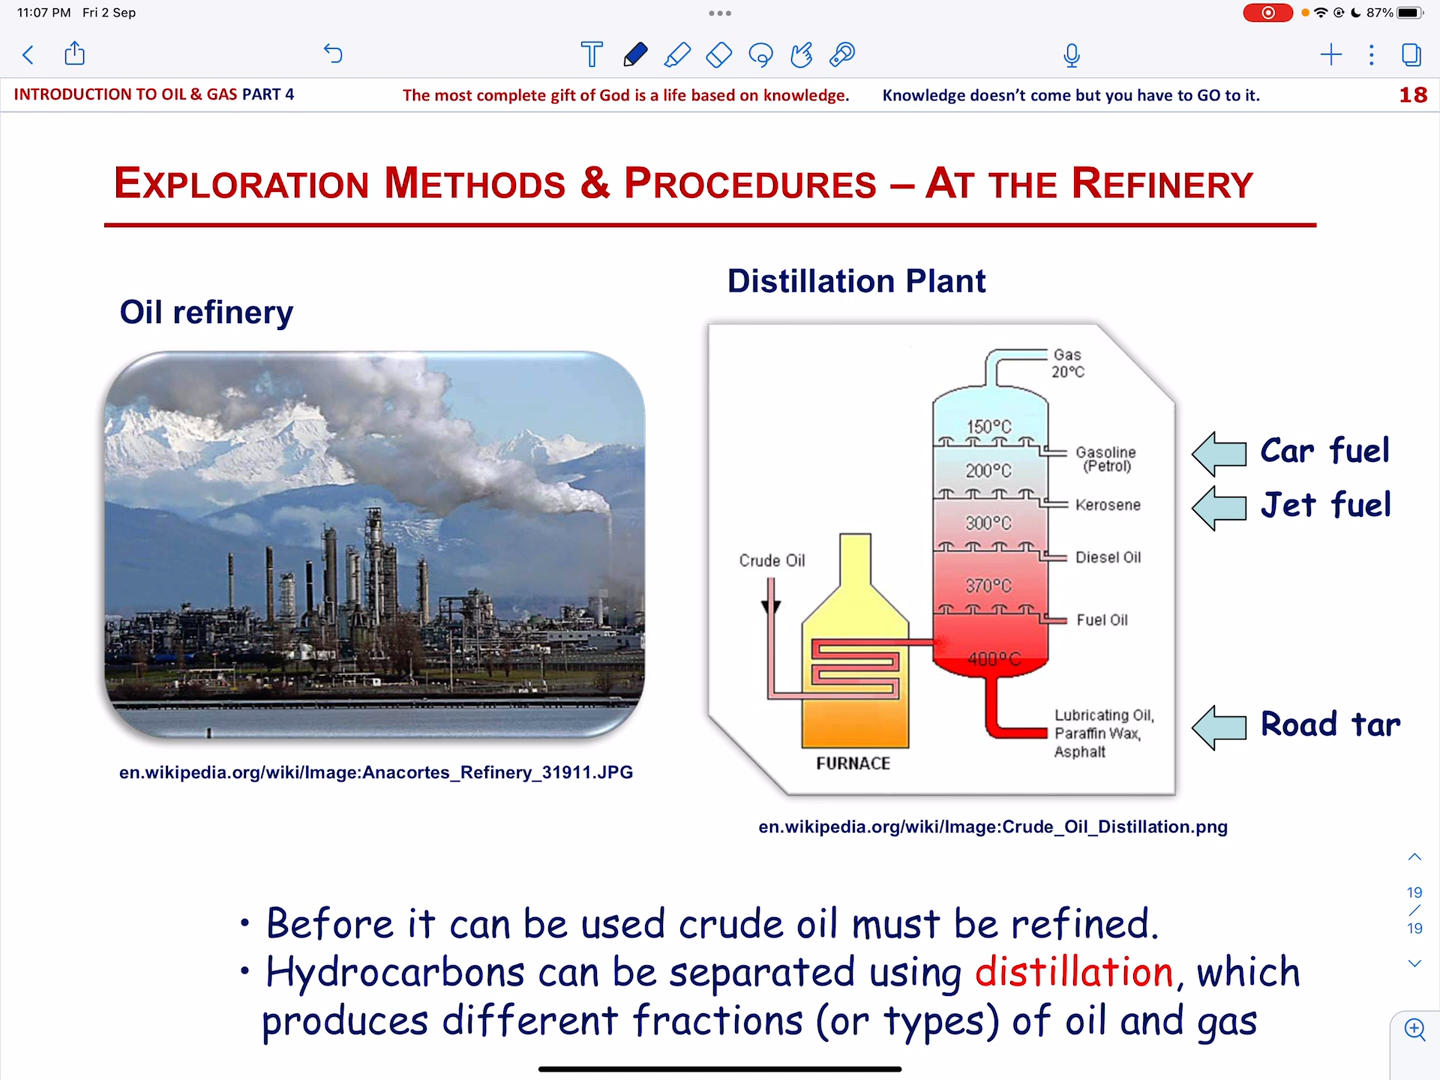 11:07 PM Fri 2 Sep
87%
INTRODUCTION TO OIL & GAS PART 4
The most complete gift of God is a life based on knowledge. Knowledge doesn't come but you have to GO to it.
18
EXPLORATION METHODS & PROCEDURES – AT THE REFINERY
Oil refinery
en.wikipedia.org/wiki/Image:Anacortes_Refinery_31911.JPG
Distillation Plant
Gas
20°C
150°C
Gasoline
(Petrol)
200°C
Kerosene
300°C
Diesel Oil
370°C
Fuel Oil
400°C
Crude Oil
FURNACE
Lubricating Oil,
Paraffin Wax,
Asphalt
Car fuel
Jet fuel
Road tar
en.wikipedia.org/wiki/Image:Crude_Oil_Distillation.png
• Before it can be used crude oil must be refined.
• Hydrocarbons can be separated using distillation, which
produces different fractions (or types) of oil and gas
19
/
19